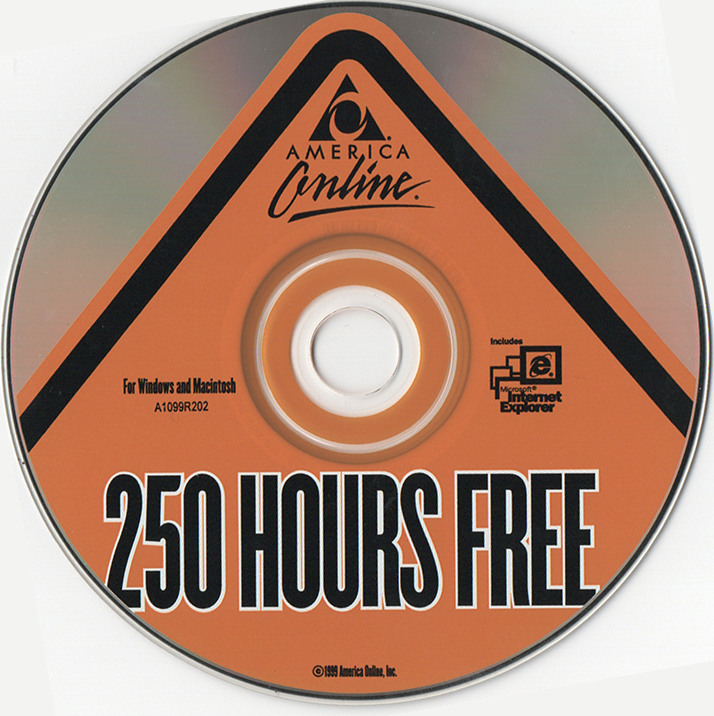 AMERICA
Online®
Includes
Microsoft®
Internet
Explorer
For Windows and Macintosh
A1099R202
250 HOURS FREE
©1999 America Online, Inc.